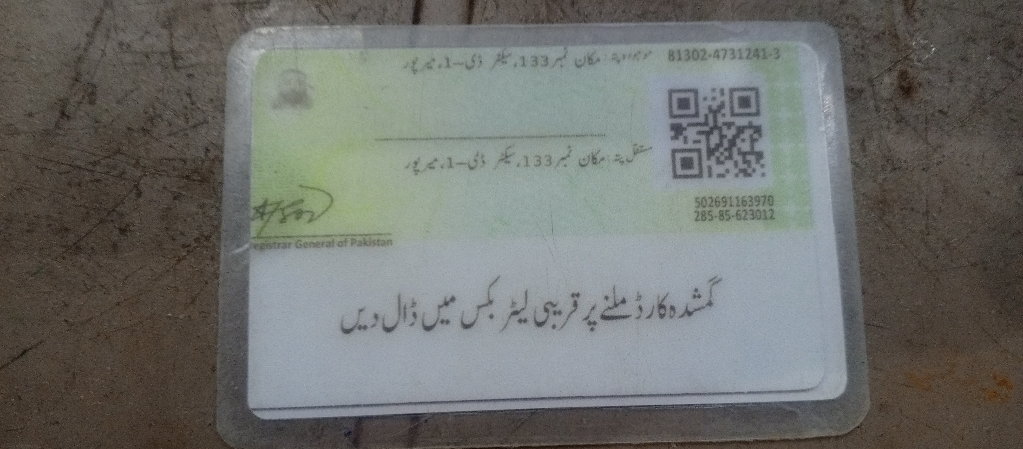 موجودہ پتہ: مکان نمبر 133، سیکٹر ڈی-1، میرپور
81302-4731241-3
مستقل پتہ: مکان نمبر 133، سیکٹر ڈی-1، میرپور
502691163970
285-85-623012
egistrar General of Pakistan
گمشدہ کارڈ ملنے پر قریبی لیٹر بکس میں ڈال دیں